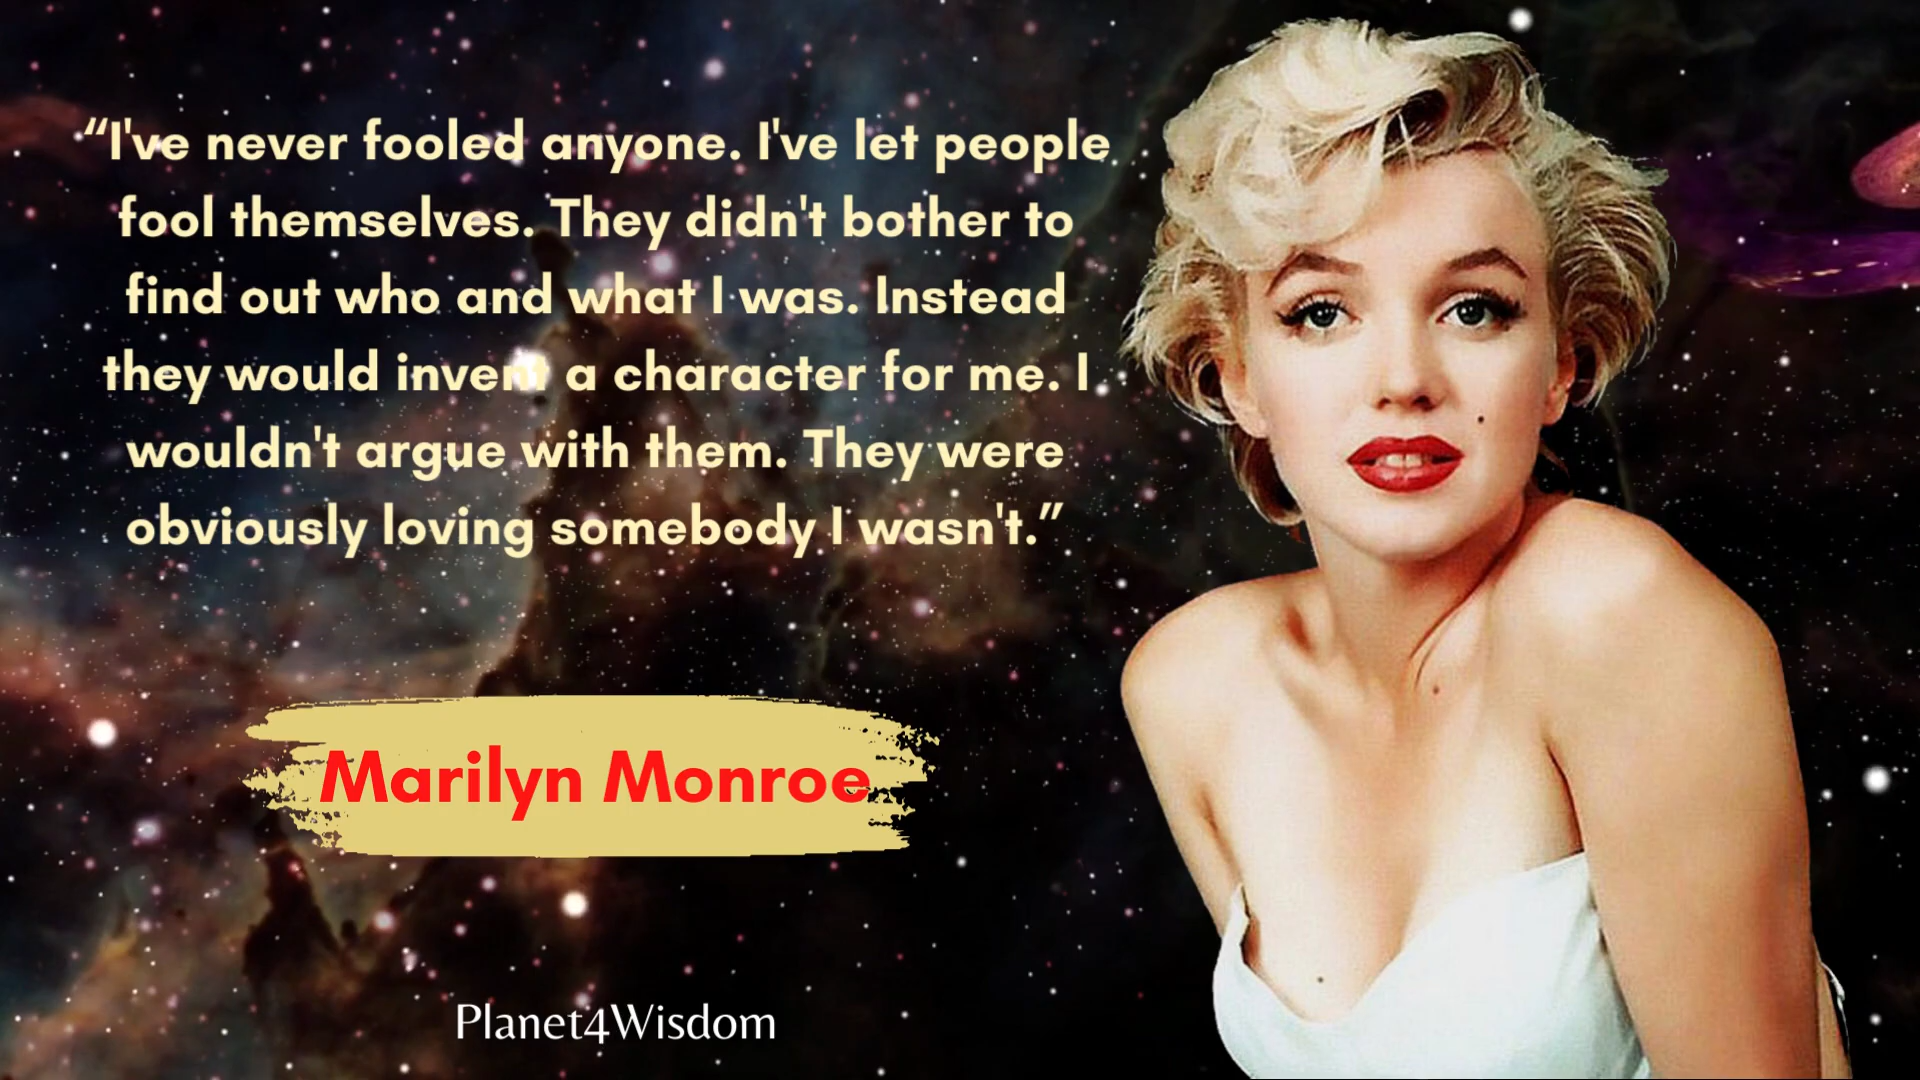 “I've never fooled anyone. I've let people
fool themselves. They didn't bother to
find out who and what I was. Instead
they would invent a character for me. I
wouldn't argue with them. They were
obviously loving somebody I wasn't.”
Marilyn Monroe
Planet4Wisdom